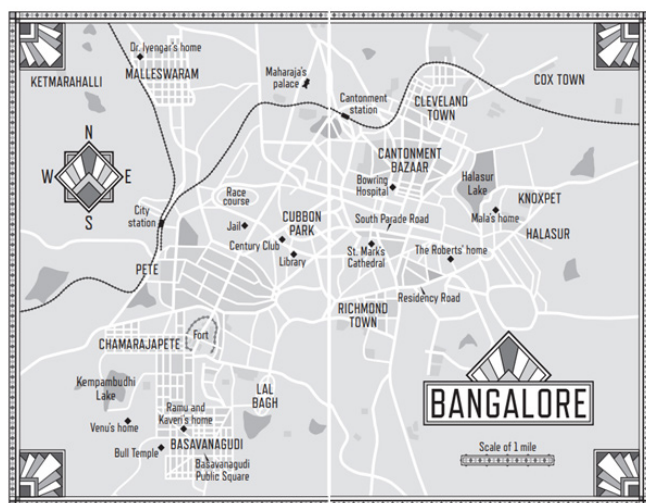 Dr. Iyengar's home
MALLESWARAM
KETMARAHALLI
Maharaja's
palace
Cantonment
station
CLEVELAND
TOWN
COX TOWN
N
W
E
S
CANTONMENT
BAZAAR
Bowring
Hospital
Halasur
Lake
KNOXPET
Mala's home
HALASUR
City
station
Race
course
Jail
CUBBON
PARK
Century Club
Library
South Parade Road
St. Mark's
Cathedral
The Roberts' home
PETE
Residency Road
RICHMOND
TOWN
CHAMARAJAPETE
Fort
Kempambudhi
Lake
LAL
BAGH
Ramu and
Kaveri's home
Venu's home
BASAVANAGUDI
Bull Temple
Basavanagudi
Public Square
BANGALORE
Scale of 1 mile